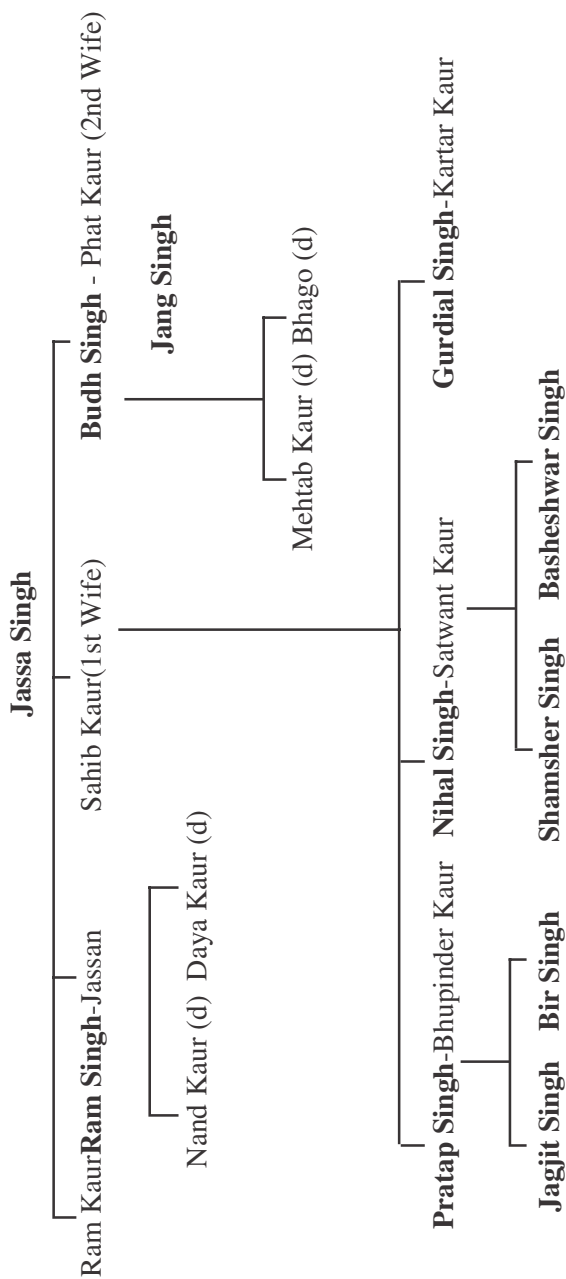 Jassa Singh
Ram KaurRam Singh-Jassan Sahib Kaur(1st Wife) Budh Singh - Phat Kaur (2nd Wife)
Jang Singh
Nand Kaur (d) Daya Kaur (d)
Mehtab Kaur (d) Bhago (d)
Pratap Singh-Bhupinder Kaur Nihal Singh-Satwant Kaur Gurdial Singh-Kartar Kaur
Jagjit Singh Bir Singh Shamsher Singh Basheshwar Singh